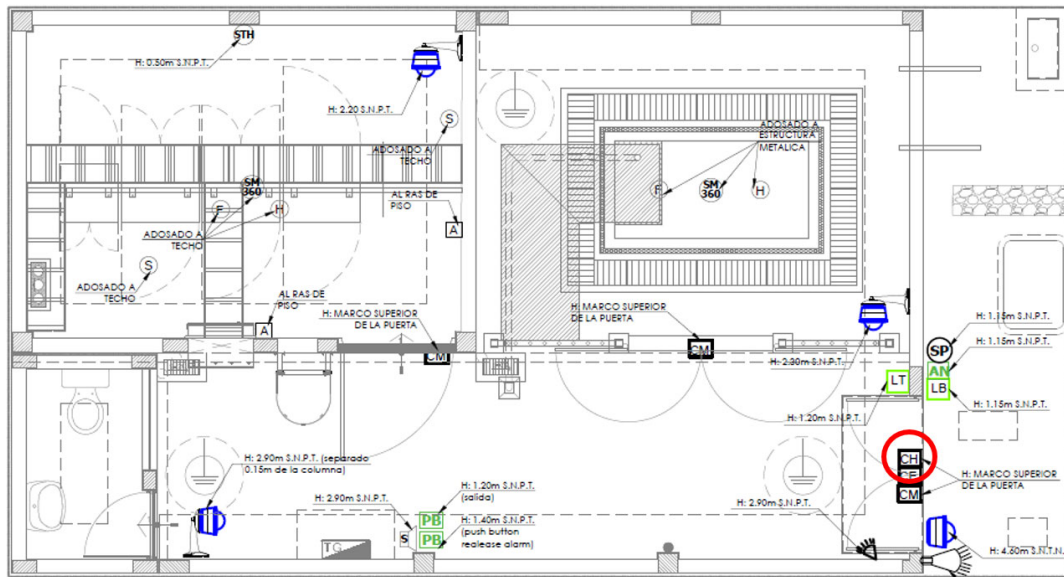 STH
H: 0.50m S.N.P.T.
H: 2.20 S.N.P.T.
S
ADOSADO A
TECHO
ADOSADO A
ESTRUCTURA
METALICA
SM
360
F
H
F
SM
360
H
AL RAS DE
PISO
A
ADOSADO A
TECHO
S
ADOSADO A
TECHO
AL RAS DE
PISO
A
H: MARCO SUPERIOR
DE LA PUERTA
CM
H: MARCO SUPERIOR
DE LA PUERTA
CM
H: 2.30m S.N.P.T.
H: 1.15m S.N.P.T.
SP
H: 1.15m S.N.P.T.
AN
LT
LB
H: 1.15m S.N.P.T.
H: 1.20m S.N.P.T.
H: 2.90m S.N.P.T. (separado
0.15m de la columna)
CH
CE
CM
H: MARCO SUPERIOR
DE LA PUERTA
H: 2.90m S.N.P.T.
H: 1.20m S.N.P.T.
(salida)
PB
H: 1.40m S.N.P.T.
(push button
realease alarm)
PB
S
TG
H: 2.90m S.N.P.T.
H: 4.60m S.N.T.N.